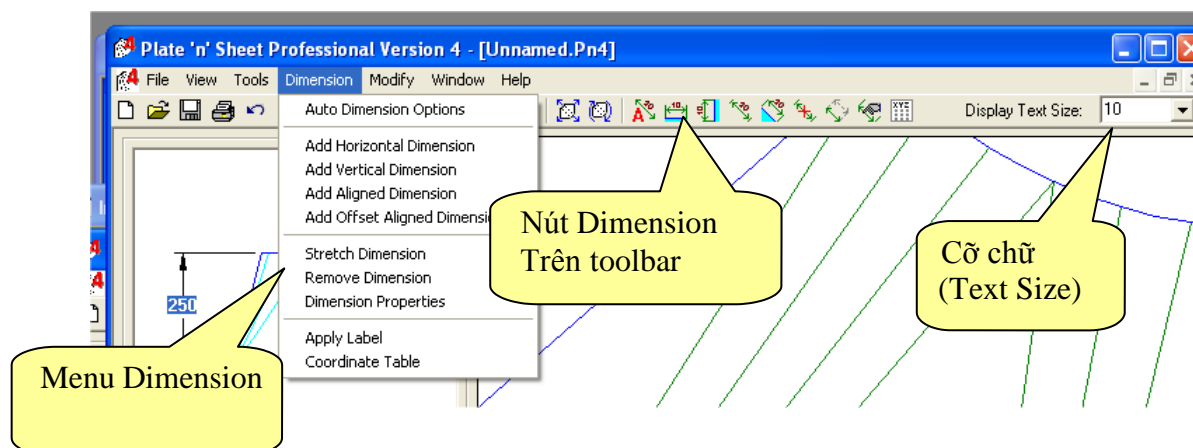 Plate 'n' Sheet Professional Version 4 - [Unnamed.Pn4]
File View Tools Dimension Modify Window Help
Display Text Size: 10
Auto Dimension Options
Add Horizontal Dimension
Add Vertical Dimension
Add Aligned Dimension
Add Offset Aligned Dimensi
Stretch Dimension
Remove Dimension
Dimension Properties
Apply Label
Coordinate Table
250
Nút Dimension
Trên toolbar
Cỡ chữ
(Text Size)
Menu Dimension